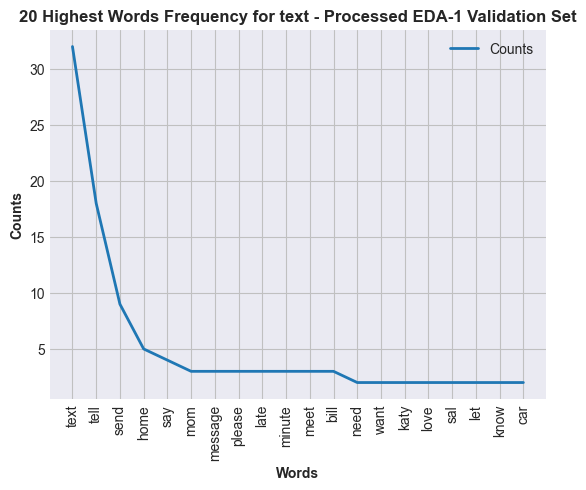 20 Highest Words Frequency for text - Processed EDA-1 Validation Set
Counts
30
25
20
15
10
5
Counts
text
tell
send
home
say
mom
message
please
late
minute
meet
bill
need
want
katy
love
sal
let
know
car
Words